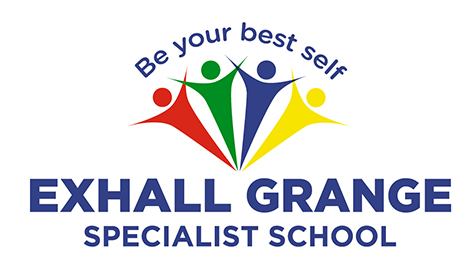 Be your best self
EXHALL GRANGE
SPECIALIST SCHOOL